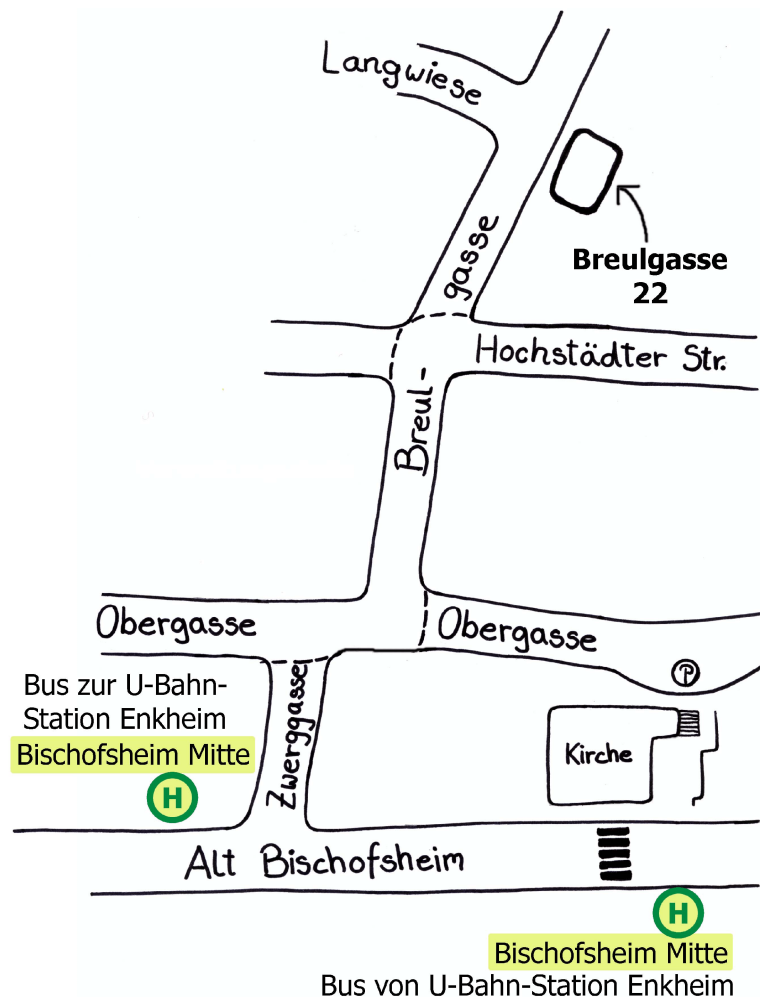 Langwiese
gasse
Breulgasse
22
Hochstädter Str.
Breul-
Obergasse
Obergasse
P
Bus zur U-Bahn-
Station Enkheim
Bischofsheim Mitte
H
Zwerggasse
Kirche
Alt Bischofsheim
H
Bischofsheim Mitte
Bus von U-Bahn-Station Enkheim